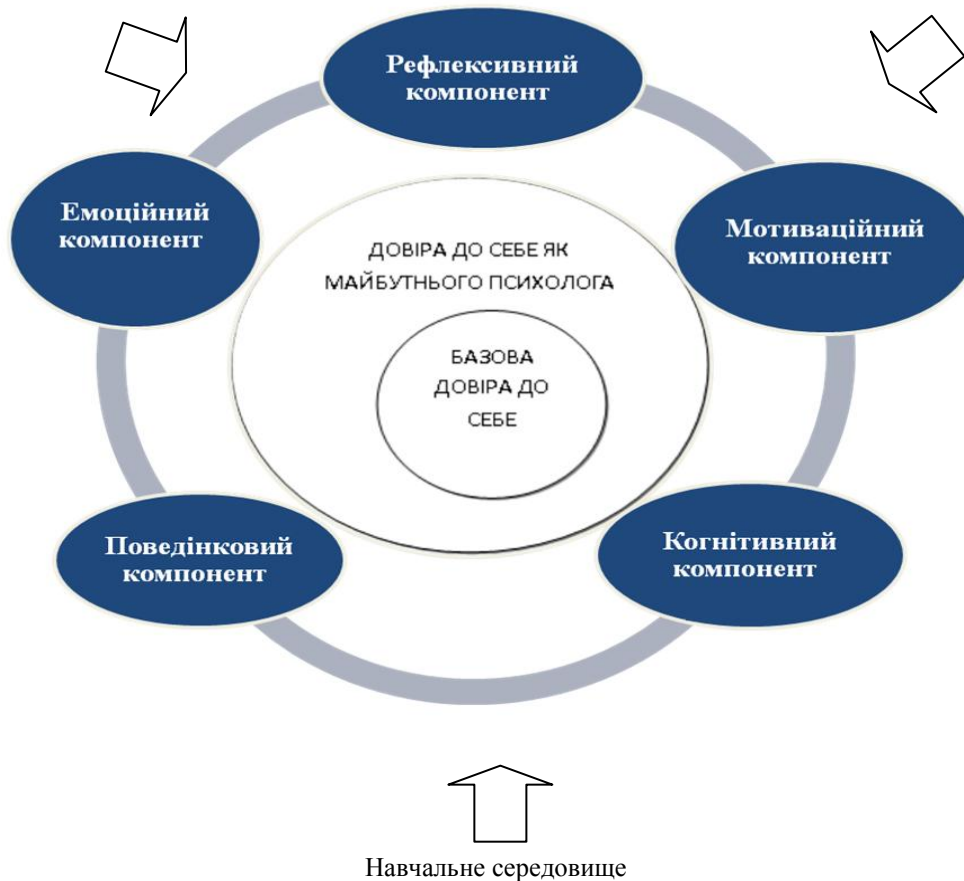 Рефлексивний
компонент
Емоційний
компонент
Мотиваційний
компонент
ДОВІРА ДО СЕБЕ ЯК
МАЙБУТНЬОГО ПСИХОЛОГА
БАЗОВА
ДОВІРА ДО
СЕБЕ
Поведінковий
компонент
Когнітивний
компонент
Навчальне середовище